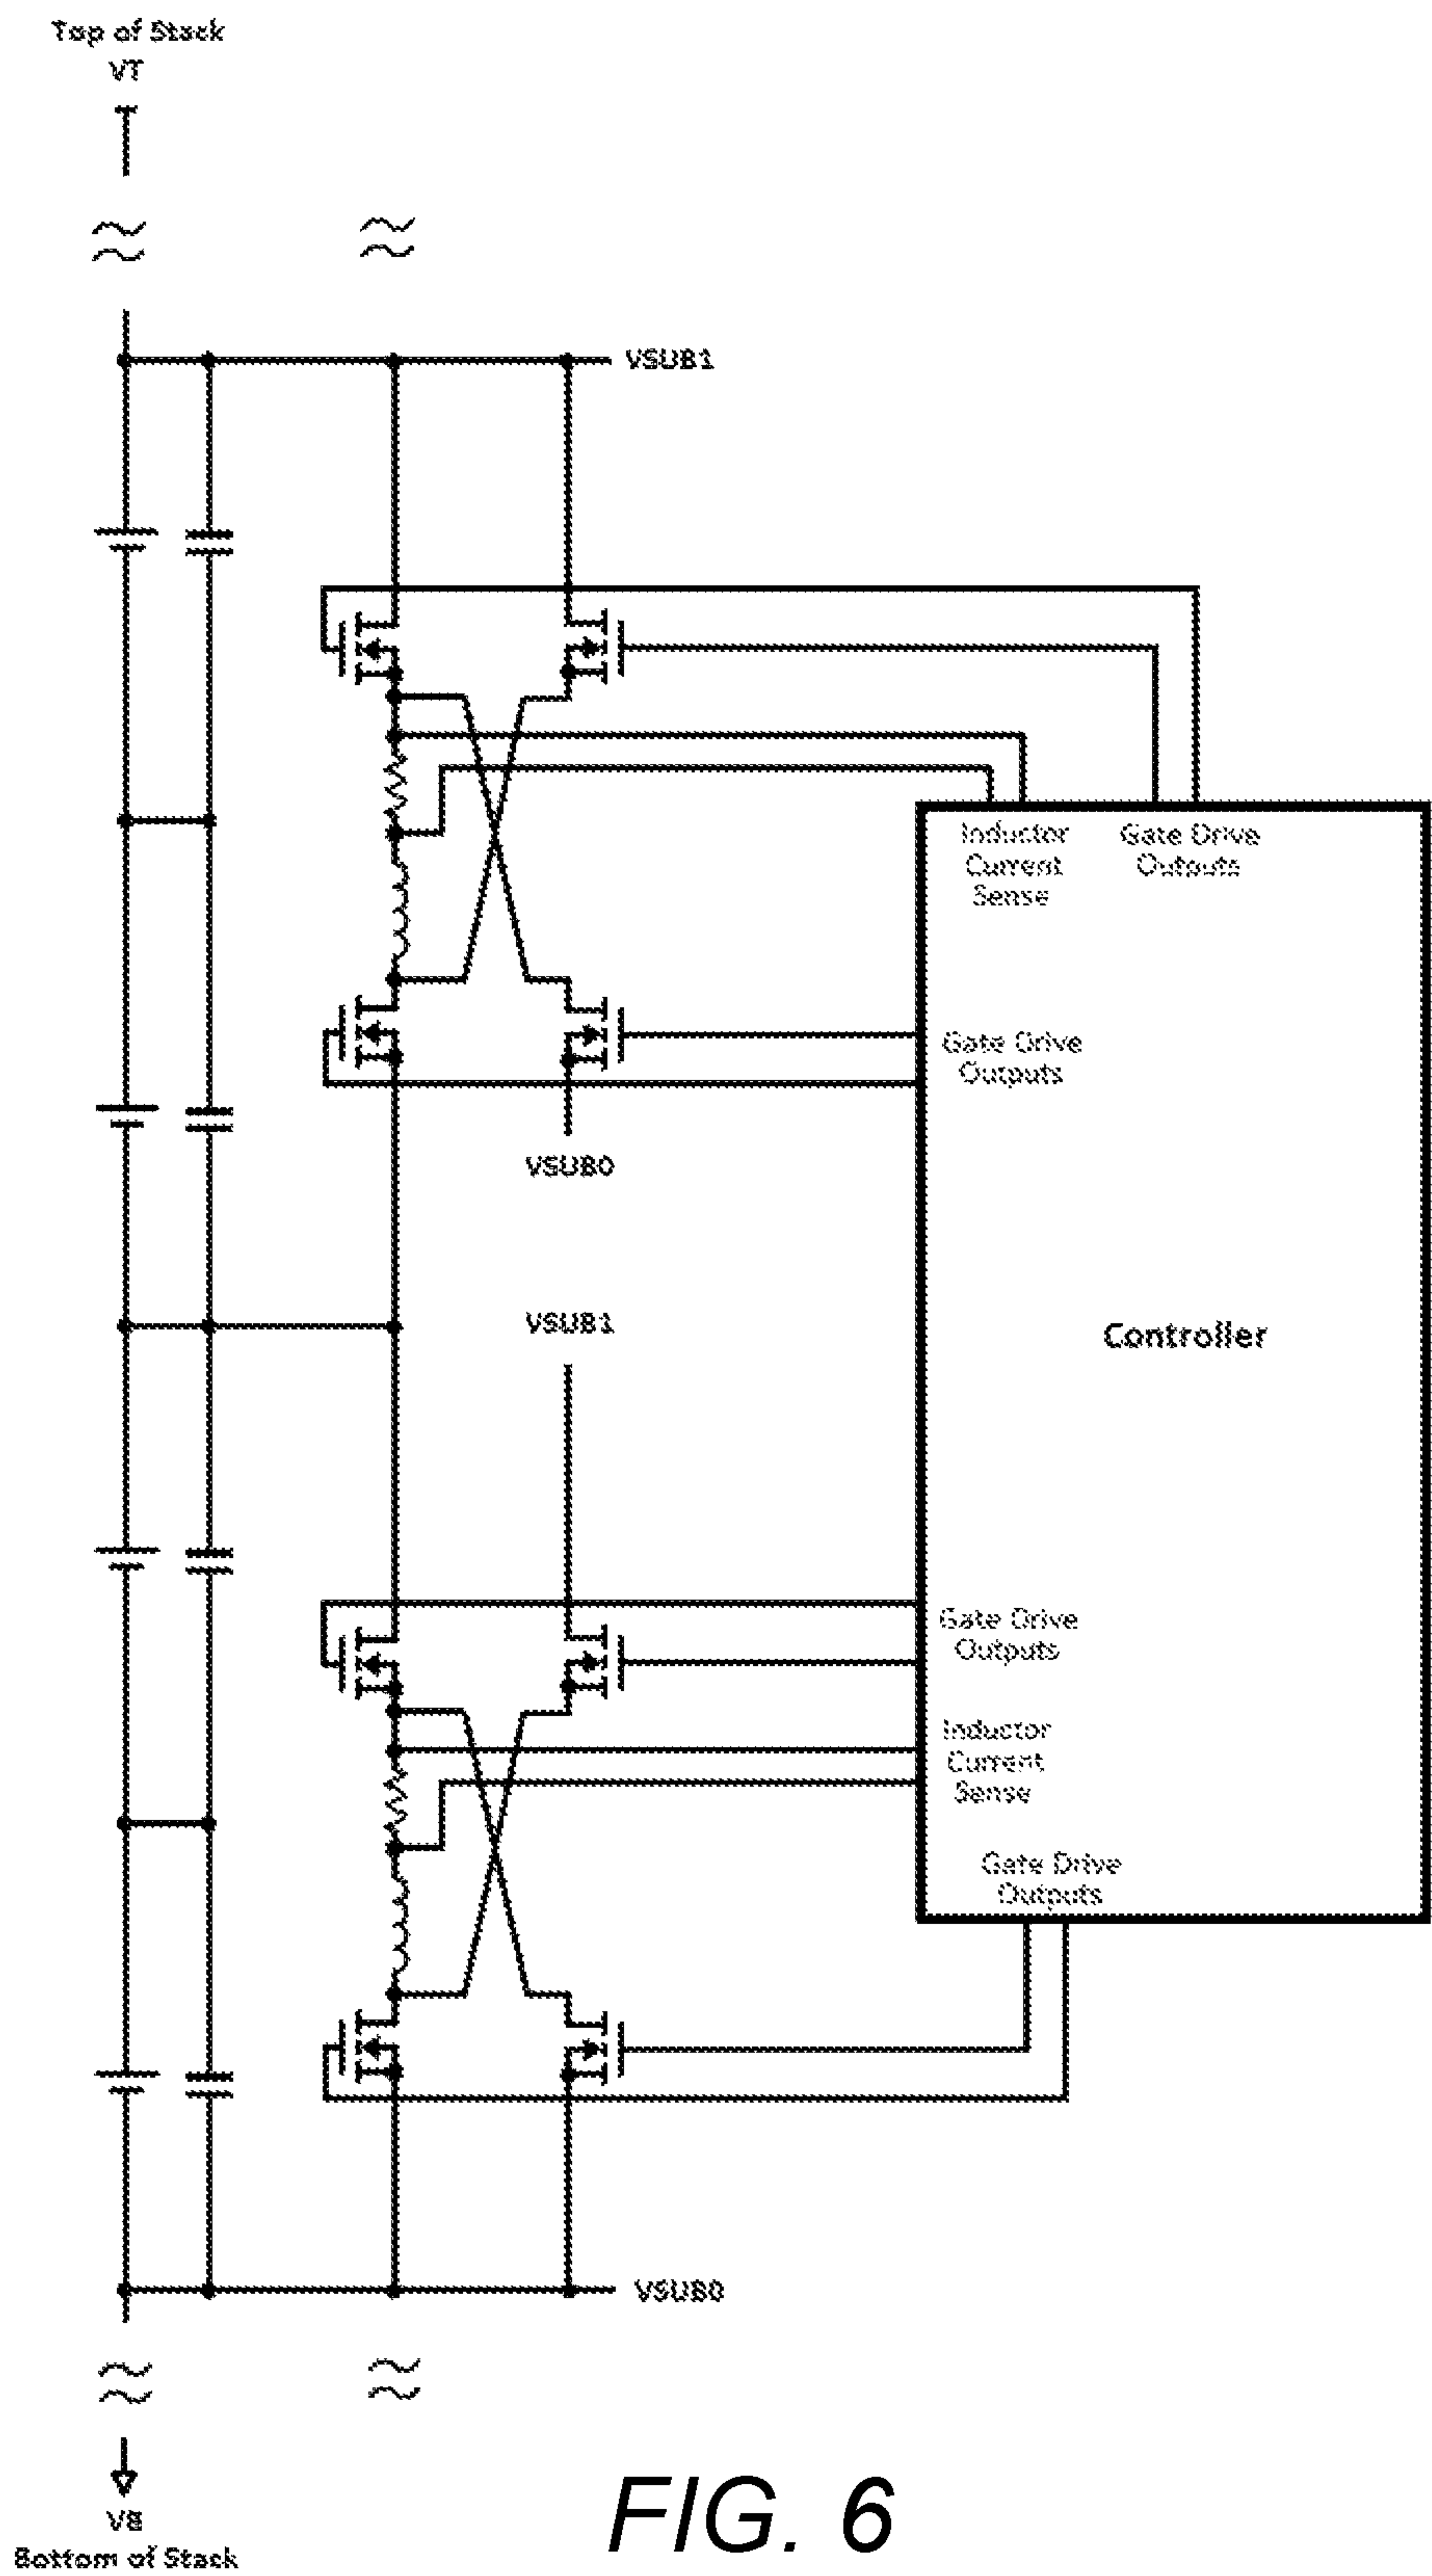 Top of Stack
VT
VSUB1
Inductor
Current
Sense
Gate Drive
Outputs
Gate Drive
Outputs
VSUB0
VSUB1
Controller
Gate Drive
Outputs
Inductor
Current
Sense
Gate Drive
Outputs
VSUB0
VB
Bottom of Stack
FIG. 6